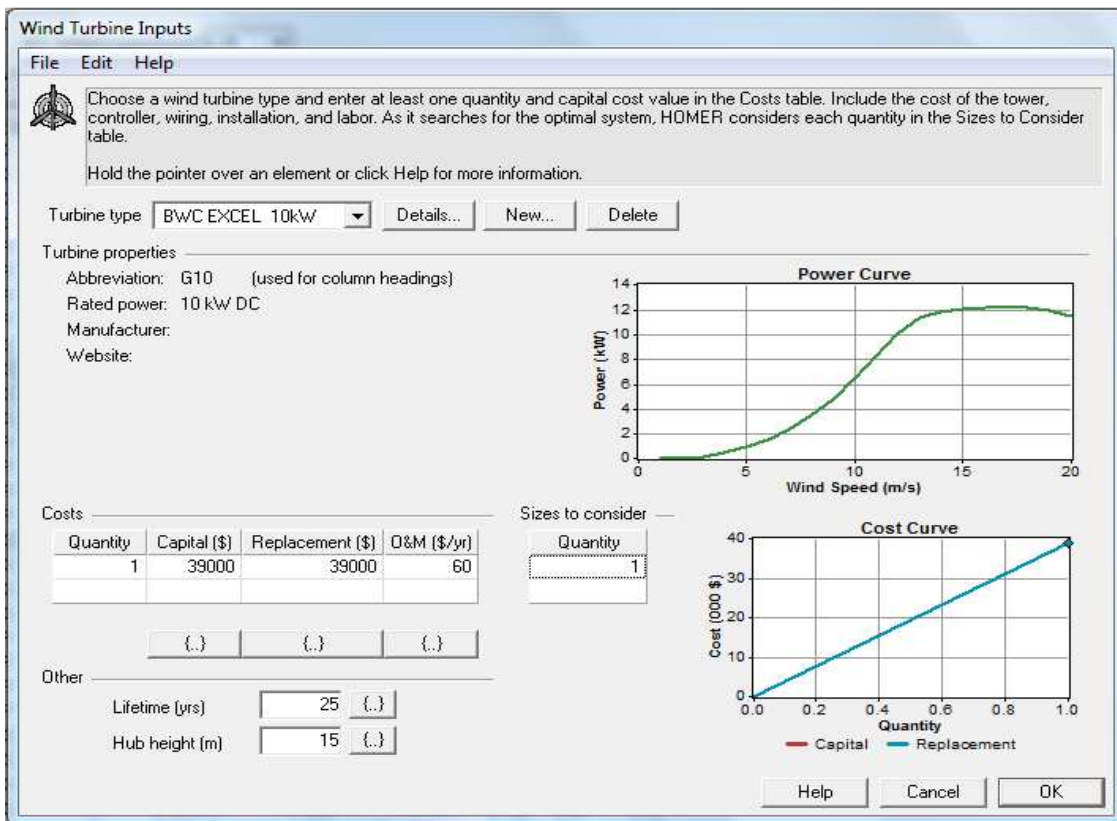 Wind Turbine Inputs
File Edit Help
Choose a wind turbine type and enter at least one quantity and capital cost value in the Costs table. Include the cost of the tower,
controller, wiring, installation, and labor. As it searches for the optimal system, HOMER considers each quantity in the Sizes to Consider
table.
Hold the pointer over an element or click Help for more information.
Turbine type BWC EXCEL 10kW Details... New... Delete
Turbine properties
Abbreviation: G10 (used for column headings)
Rated power: 10 kW DC
Manufacturer:
Website:
Power Curve
14
12
10
8
6
4
2
0
Power (kW)
0 5 10 15 20
Wind Speed (m/s)
Costs
Quantity Capital ($) Replacement ($) O&M ($/yr)
1 39000 39000 60
{..} {..} {..}
Sizes to consider
Quantity
1
Cost Curve
40
30
20
10
0
Cost (000 $)
0.0 0.2 0.4 0.6 0.8 1.0
Quantity
Capital Replacement
Other
Lifetime (yrs) 25 {..}
Hub height (m) 15 {..}
Help Cancel OK